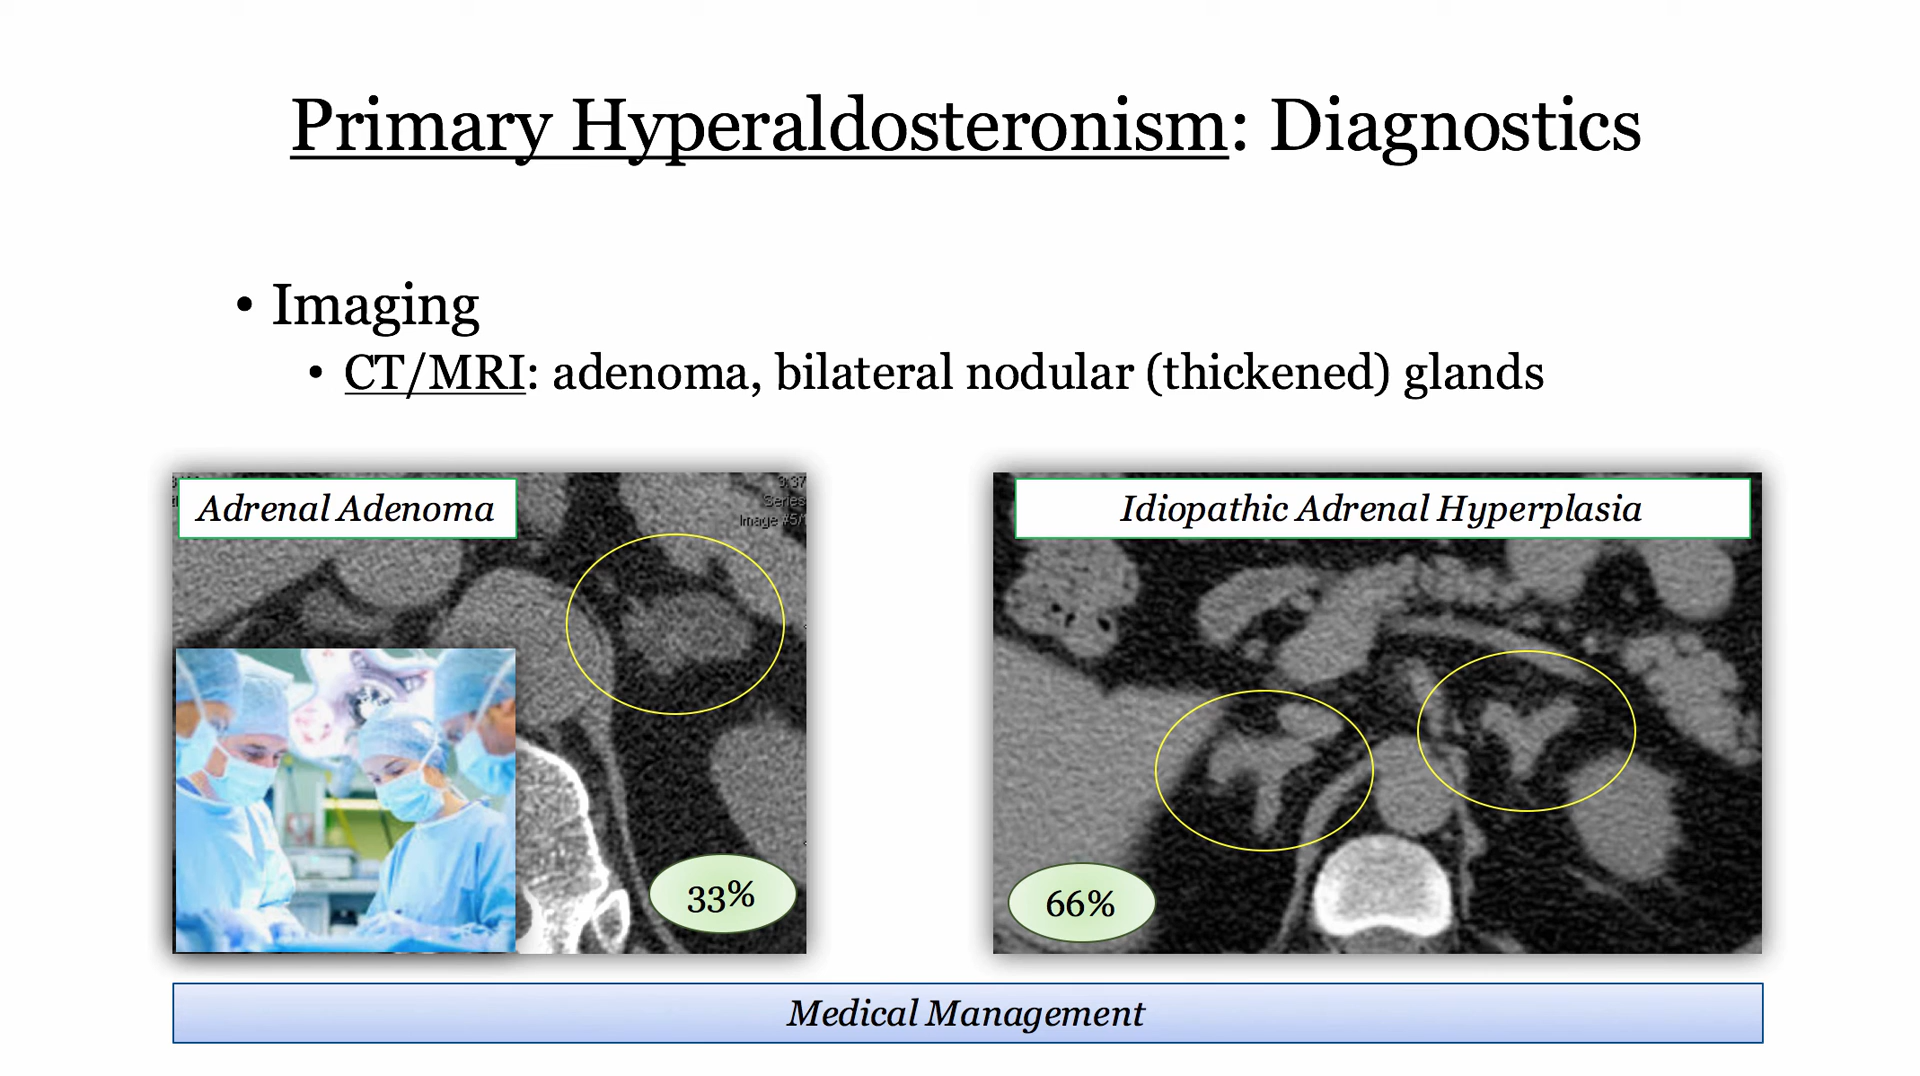 Primary Hyperaldosteronism: Diagnostics
• Imaging
• CT/MRI: adenoma, bilateral nodular (thickened) glands
Adrenal Adenoma
Series
Idiopathic Adrenal Hyperplasia
33%
66%
Medical Management